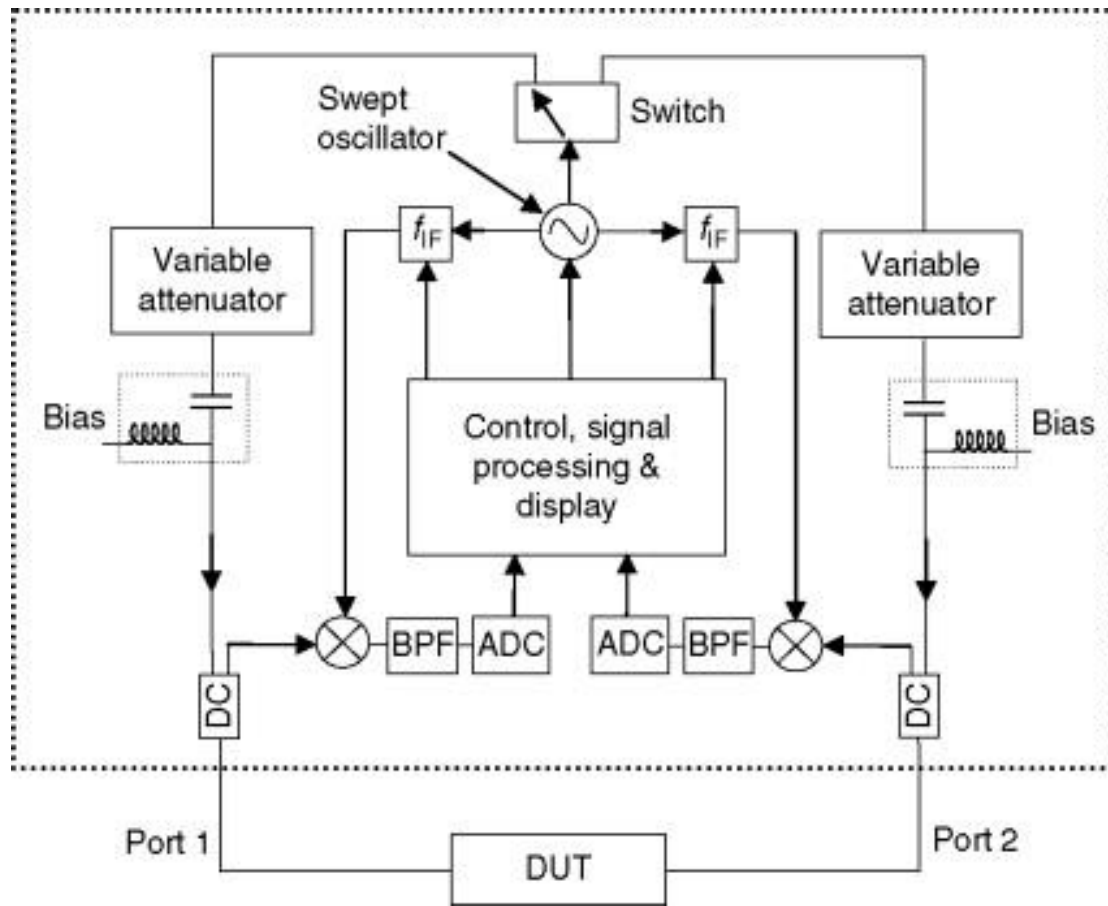 Swept
oscillator
Switch
fIF
fIF
Variable
attenuator
Variable
attenuator
Bias
Bias
Control, signal
processing &
display
BPF
ADC
ADC
BPF
DC
DC
Port 1
Port 2
DUT